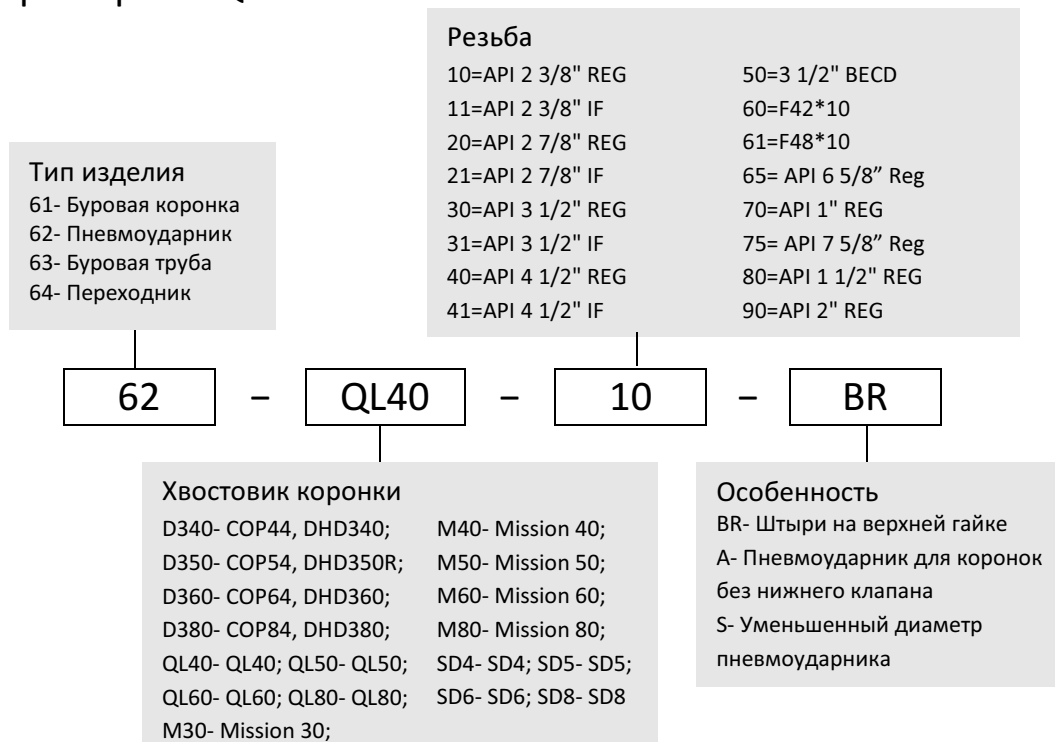 Резьба
10=API 2 3/8" REG
11=API 2 3/8" IF
20=API 2 7/8" REG
21=API 2 7/8" IF
30=API 3 1/2" REG
31=API 3 1/2" IF
40=API 4 1/2" REG
41=API 4 1/2" IF
50=3 1/2" BECD
60=F42*10
61=F48*10
65= API 6 5/8” Reg
70=API 1" REG
75= API 7 5/8” Reg
80=API 1 1/2" REG
90=API 2" REG
Тип изделия
61- Буровая коронка
62- Пневмоударник
63- Буровая труба
64- Переходник
62 – QL40 – 10 – BR
Хвостовик коронки
D340- COP44, DHD340;
D350- COP54, DHD350R;
D360- COP64, DHD360;
D380- COP84, DHD380;
QL40- QL40; QL50- QL50;
QL60- QL60; QL80- QL80;
M30- Mission 30;
M40- Mission 40;
M50- Mission 50;
M60- Mission 60;
M80- Mission 80;
SD4- SD4; SD5- SD5;
SD6- SD6; SD8- SD8
Особенность
BR- Штыри на верхней гайке
A- Пневмоударник для коронок
без нижнего клапана
S- Уменьшенный диаметр
пневмоударника